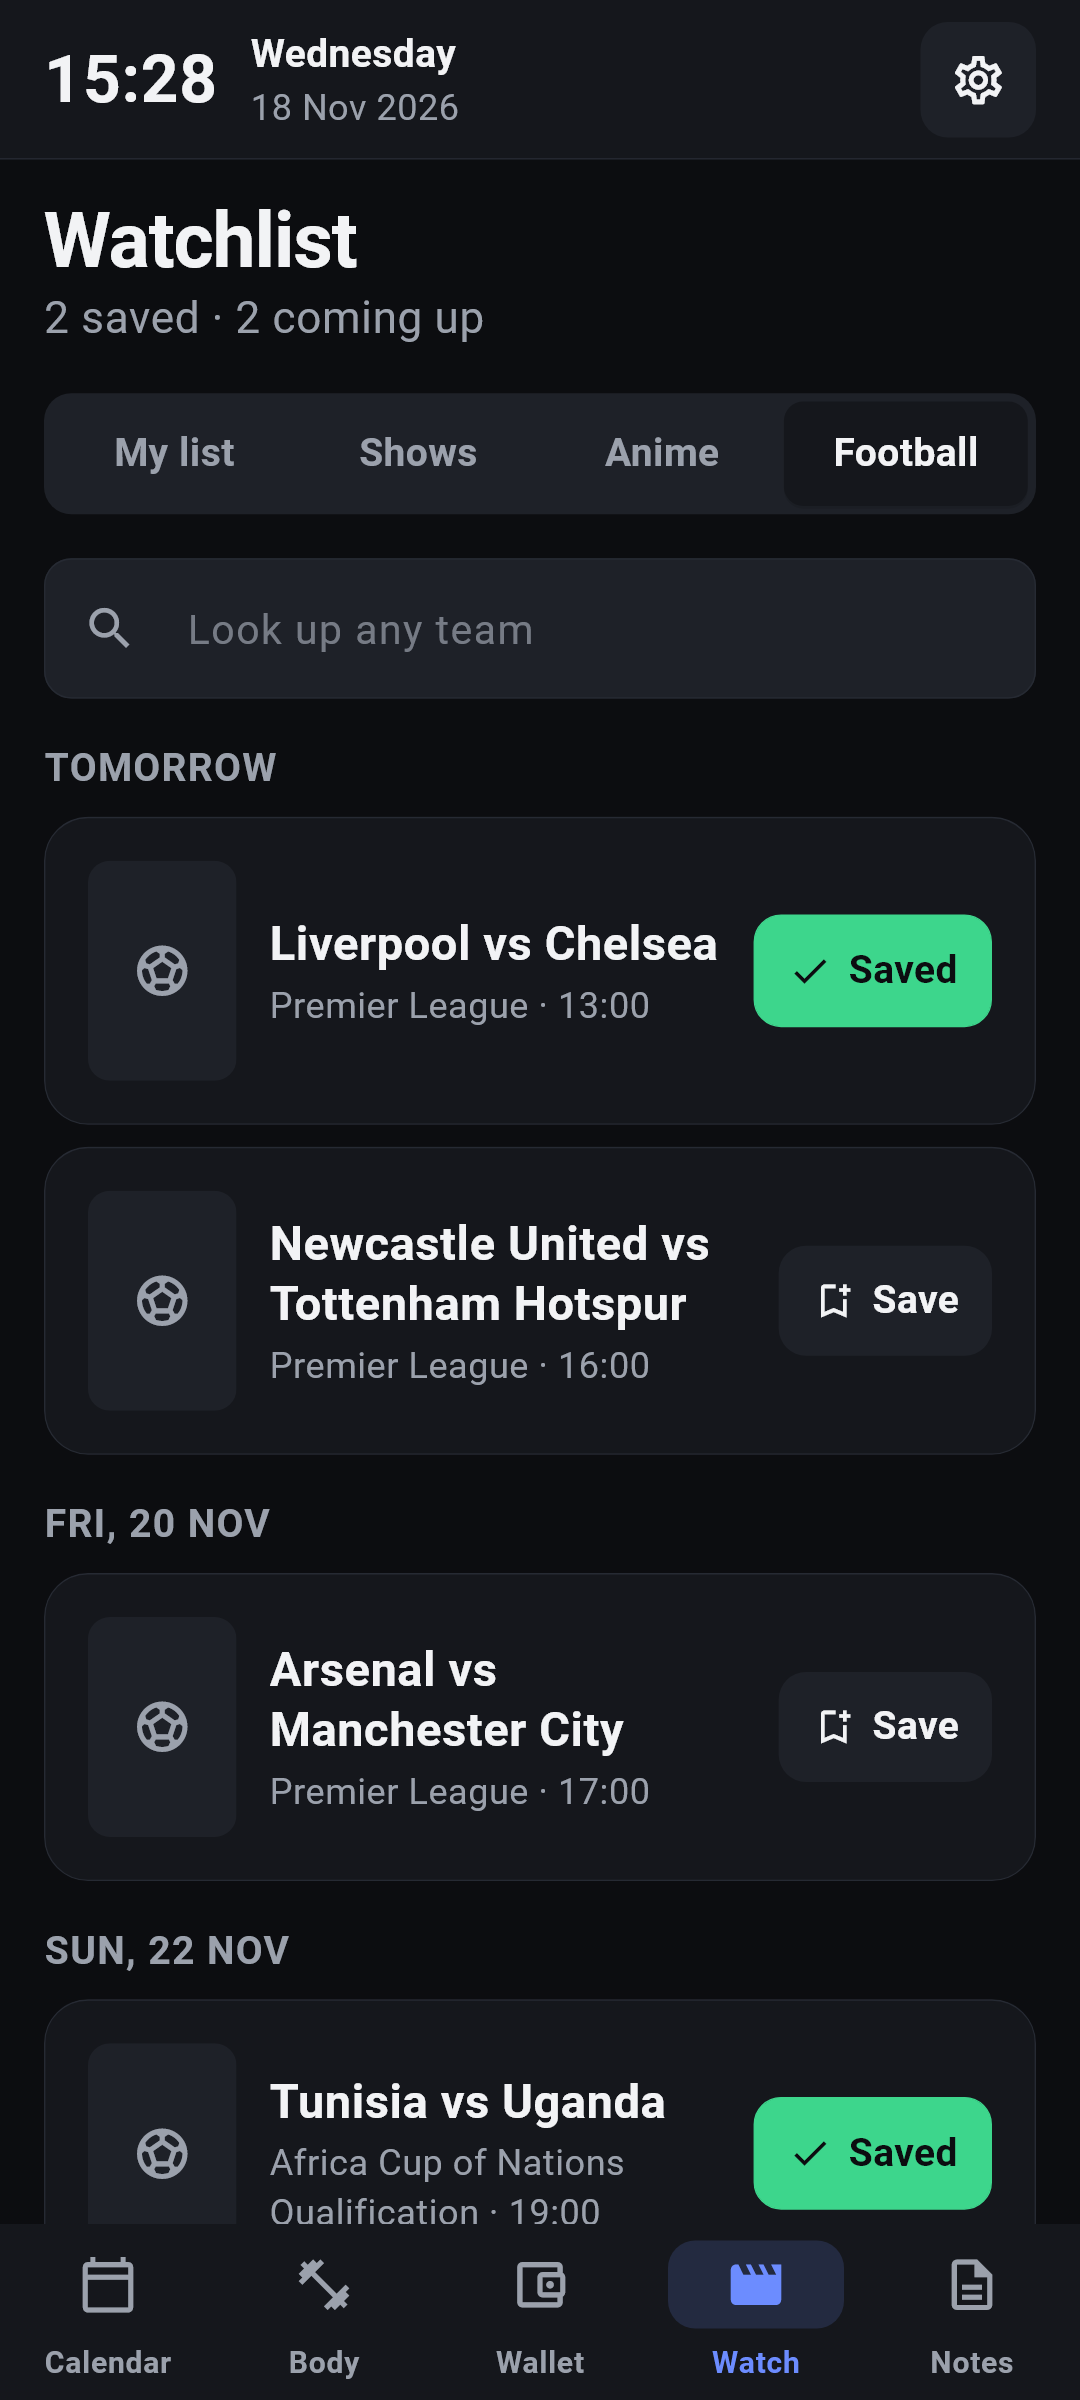 15:28
Wednesday
18 Nov 2026
Watchlist
2 saved · 2 coming up
My list
Shows
Anime
Football
Look up any team
TOMORROW
Liverpool vs Chelsea
Premier League · 13:00
Saved
Newcastle United vs
Tottenham Hotspur
Premier League · 16:00
Save
FRI, 20 NOV
Arsenal vs
Manchester City
Premier League · 17:00
Save
SUN, 22 NOV
Tunisia vs Uganda
Africa Cup of Nations
Qualification · 19:00
Saved
Calendar
Body
Wallet
Watch
Notes